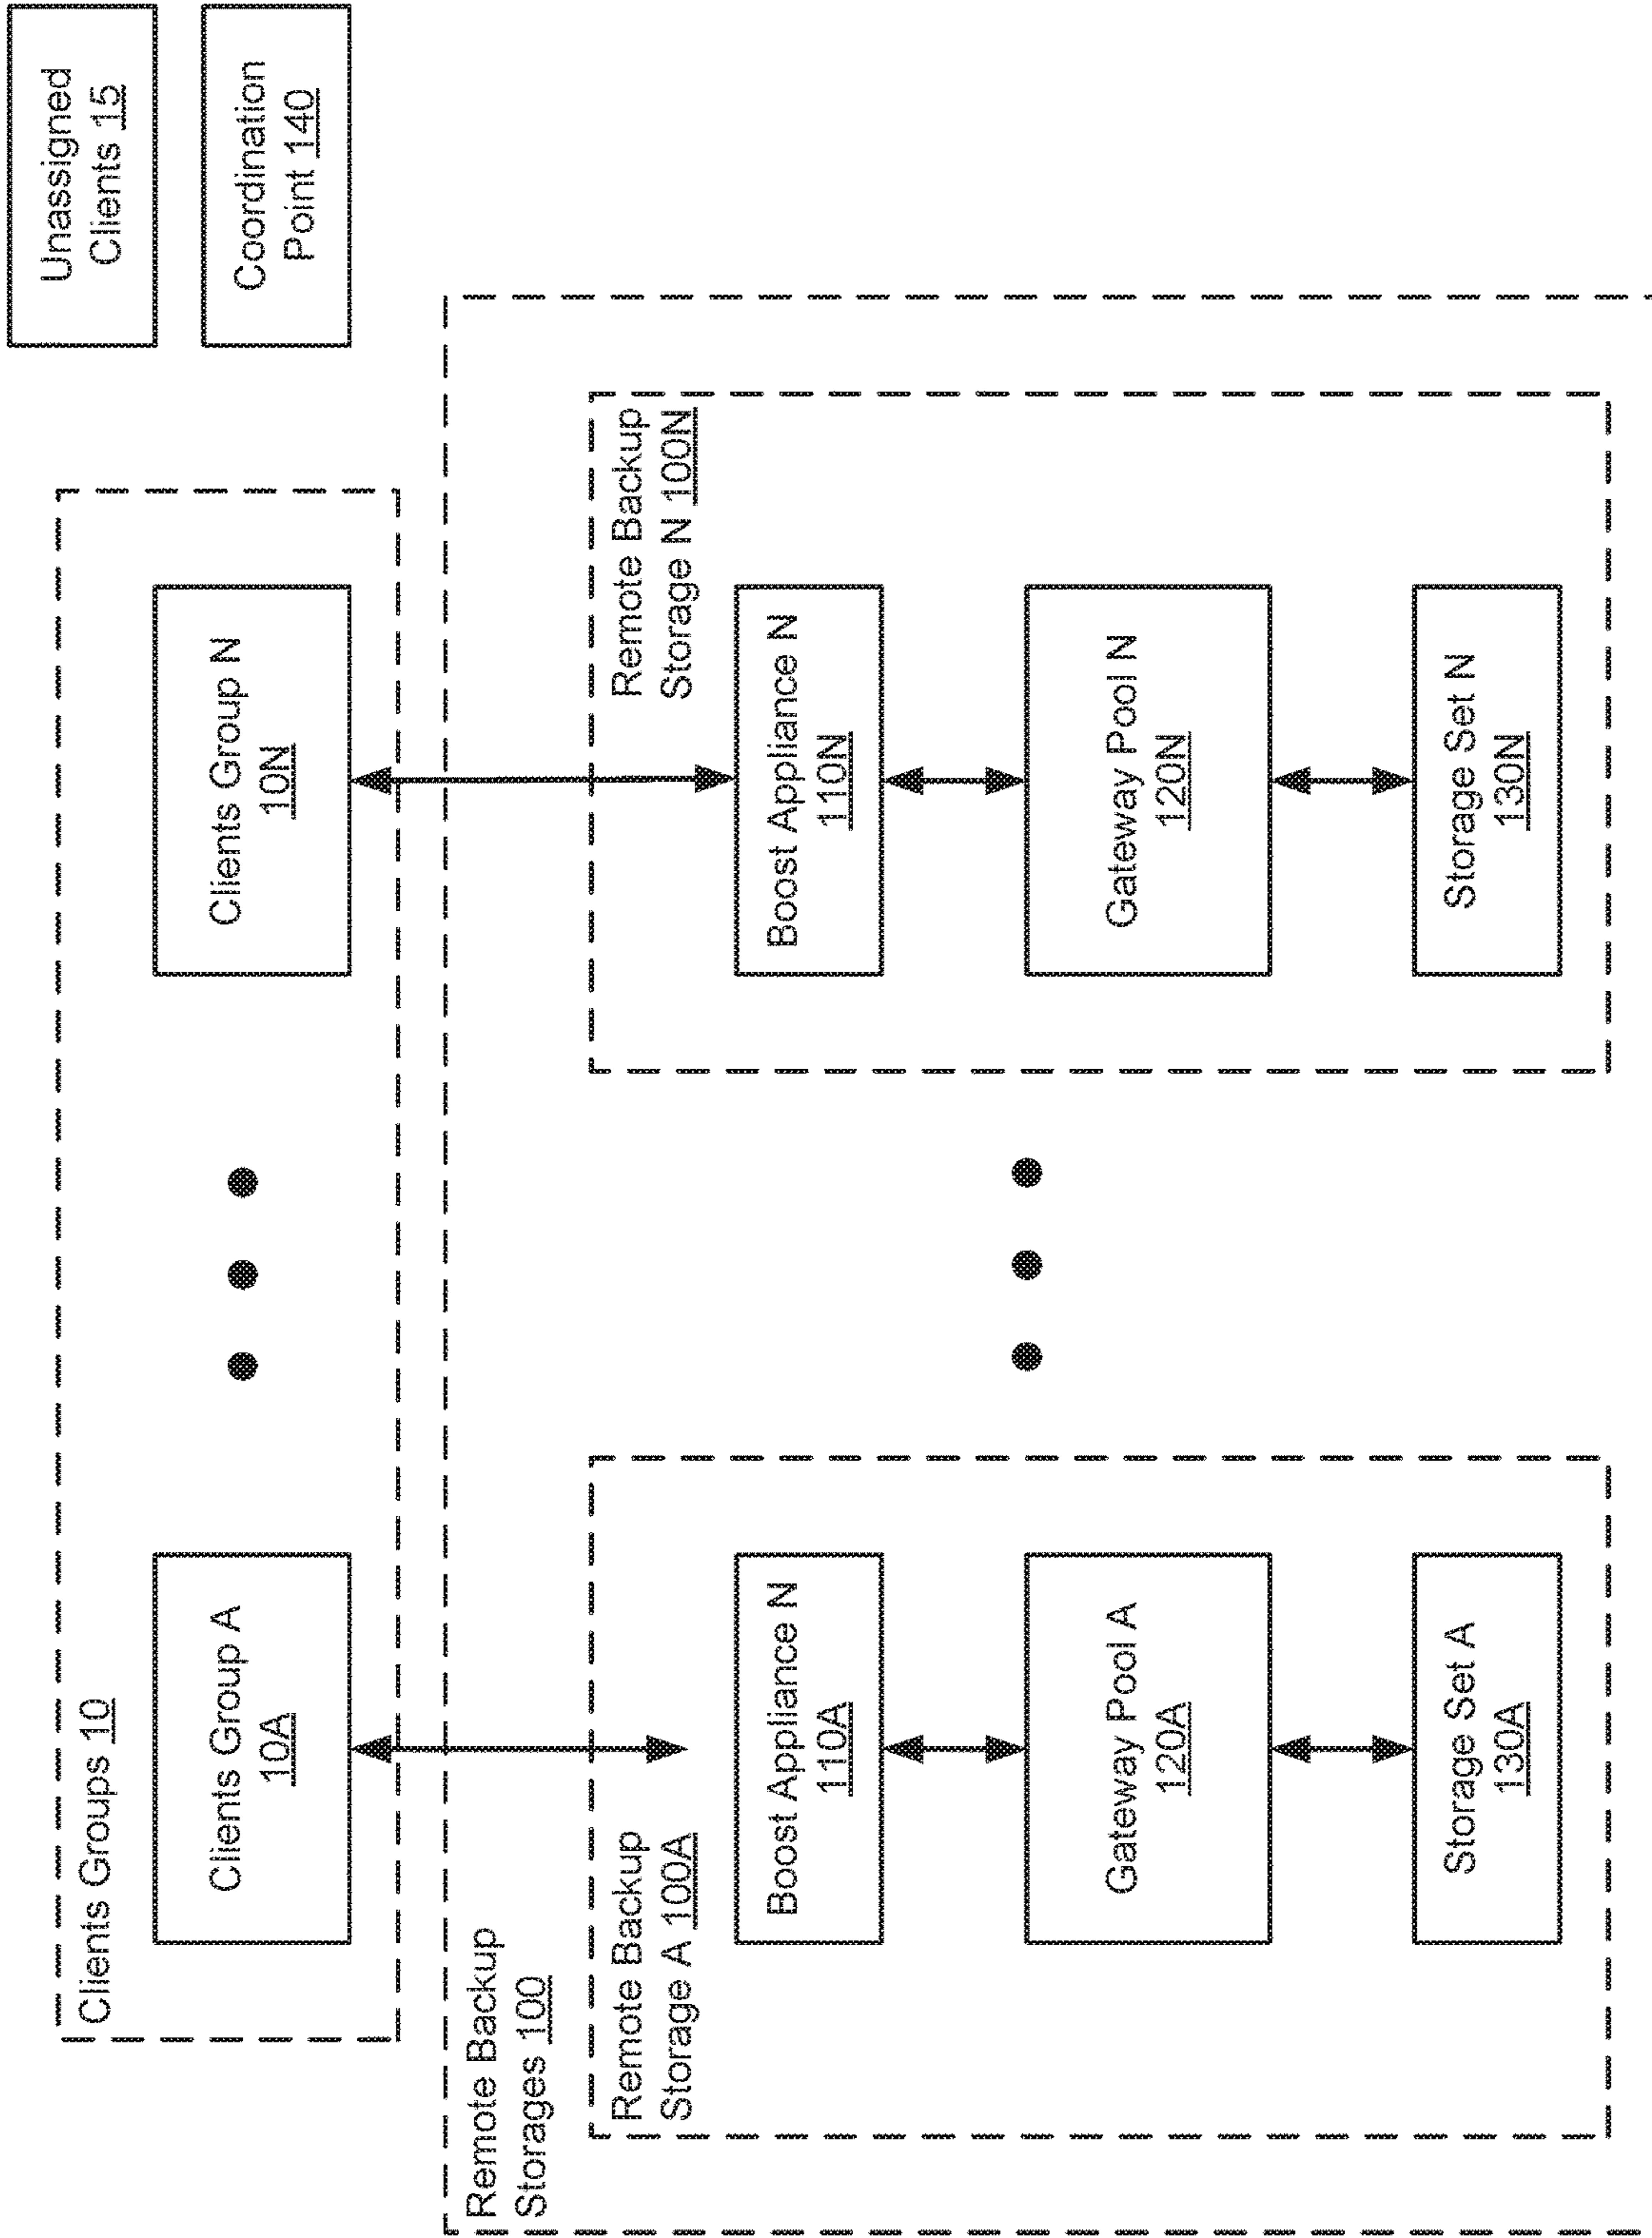 Clients Groups 10
Clients Group A
10A
Clients Group N
10N
Unassigned
Clients 15
Coordination
Point 140
Remote Backup
Storages 100
Remote Backup
Storage A 100A
Boost Appliance N
110A
Gateway Pool A
120A
Storage Set A
130A
Remote Backup
Storage N 100N
Boost Appliance N
110N
Gateway Pool N
120N
Storage Set N
130N